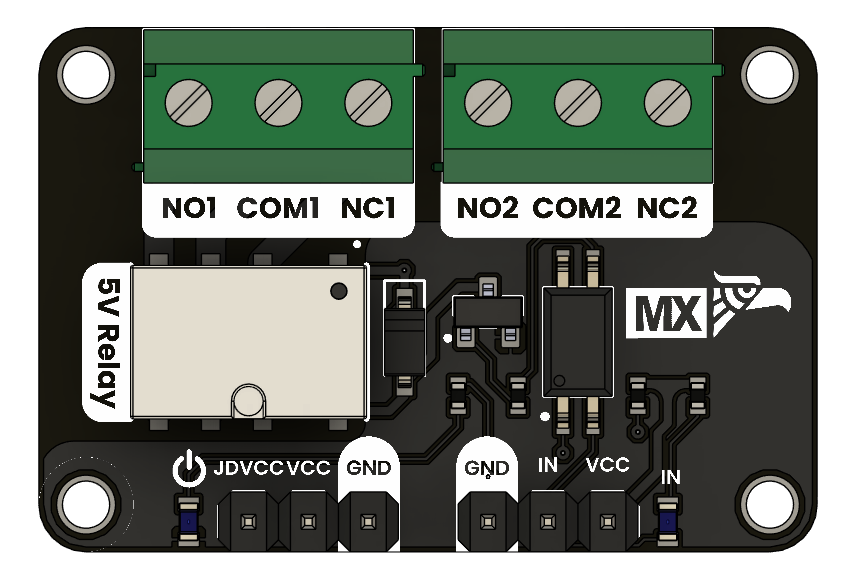 NO1 COM1 NC1 NO2 COM2 NC2
5V Relay
MX
JDVCC VCC GND GND IN VCC IN